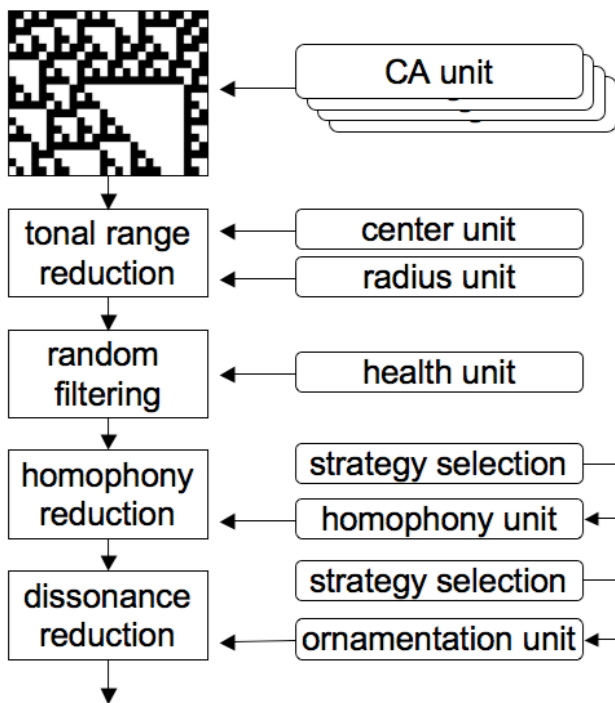 CA unit
tonal range
reduction
center unit
radius unit
random
filtering
health unit
homophony
reduction
strategy selection
homophony unit
dissonance
reduction
strategy selection
ornamentation unit